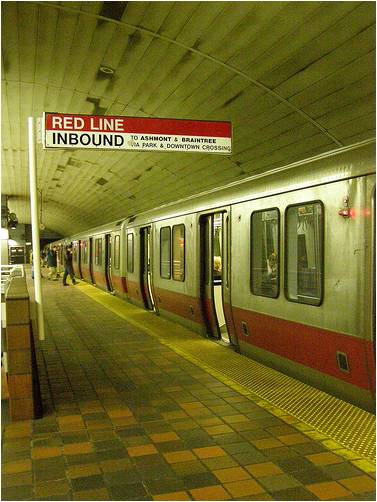 RED LINE
INBOUND TO ASHMONT & BRAINTREE
VIA PARK & DOWNTOWN CROSSING